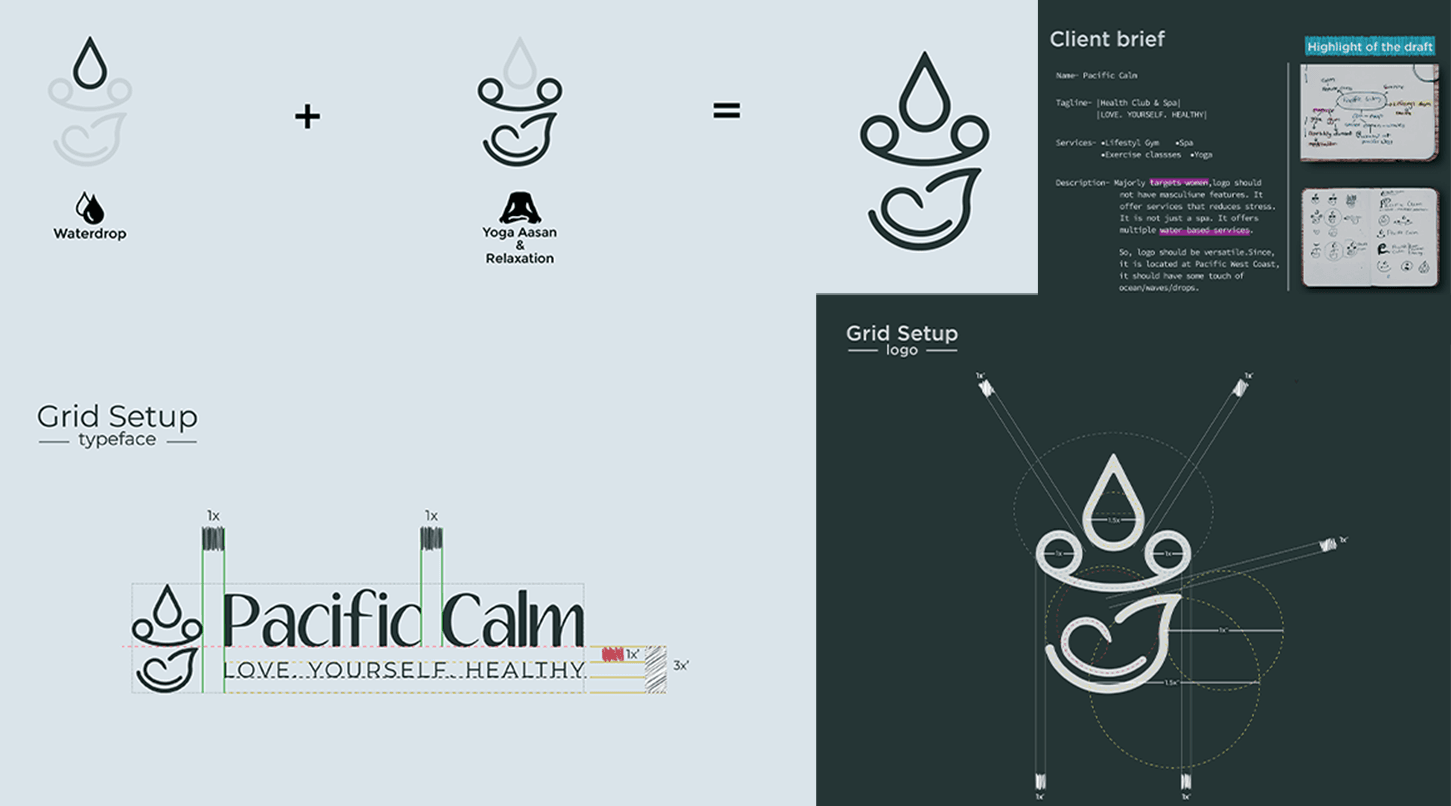 Waterdrop
+
Yoga Aasan
&
Relaxation
=
Client brief
Name- Pacific Calm
Tagline- |Health Club & Spa|
|LOVE. YOURSELF. HEALTHY|
Services- •Lifestyl Gym •Spa
•Exercise classses •Yoga
Description- Majorly targets women,logo should
not have masculiune features. It
offer services that reduces stress.
It is not just a spa. It offers
multiple water based services.
So, logo should be versatile.Since,
it is located at Pacific West Coast,
it should have some touch of
ocean/waves/drops.
Highlight of the draft
Pacific Calm
Grid Setup
typeface
1x 1x
Pacific Calm
LOVE. YOURSELF. HEALTHY
1x'
3x'
Grid Setup
logo
1x' 1x'
1.5x
1x 1x
1x'
1x"
1.5x"
1x' 1x'